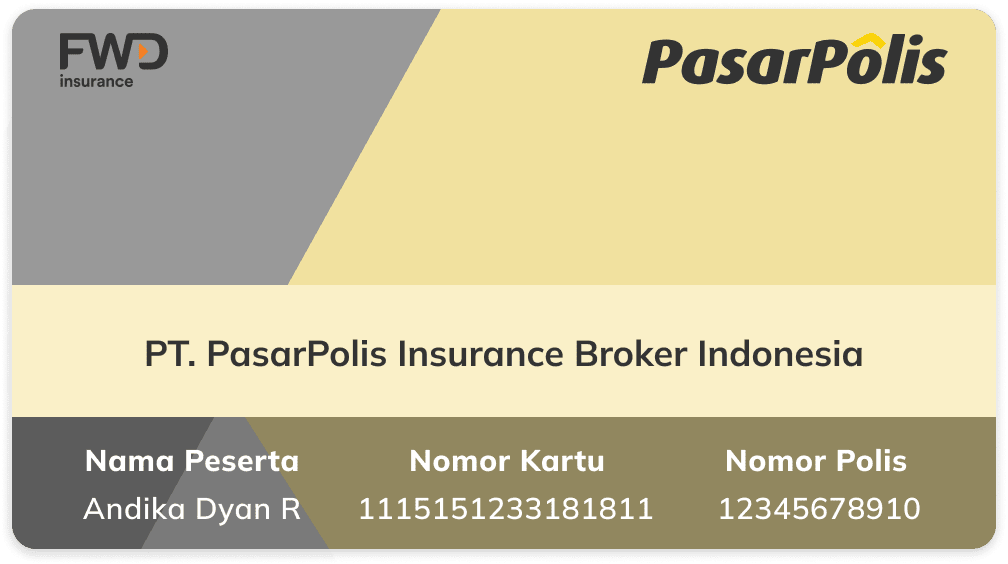 FWD
insurance
PasarPolis
PT. PasarPolis Insurance Broker Indonesia
Nama Peserta Nomor Kartu Nomor Polis
Andika Dyan R 1115151233181811 12345678910